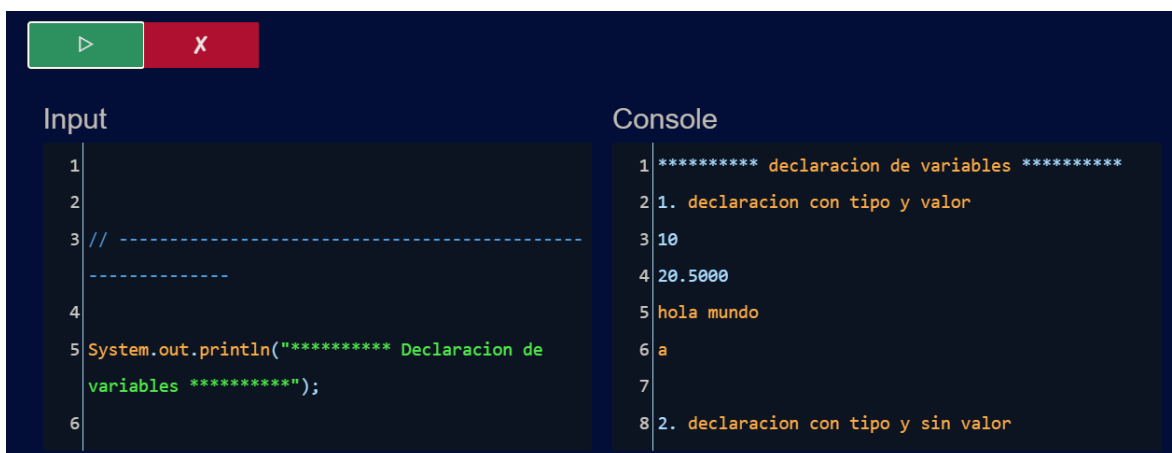 ▷ ✗
Input
1
2
3 // ----------------------------------------------
--------------
4
5 System.out.println("********** Declaracion de
variables **********");
6
Console
1 ********** declaracion de variables **********
2 1. declaracion con tipo y valor
3 10
4 20.5000
5 hola mundo
6 a
7
8 2. declaracion con tipo y sin valor